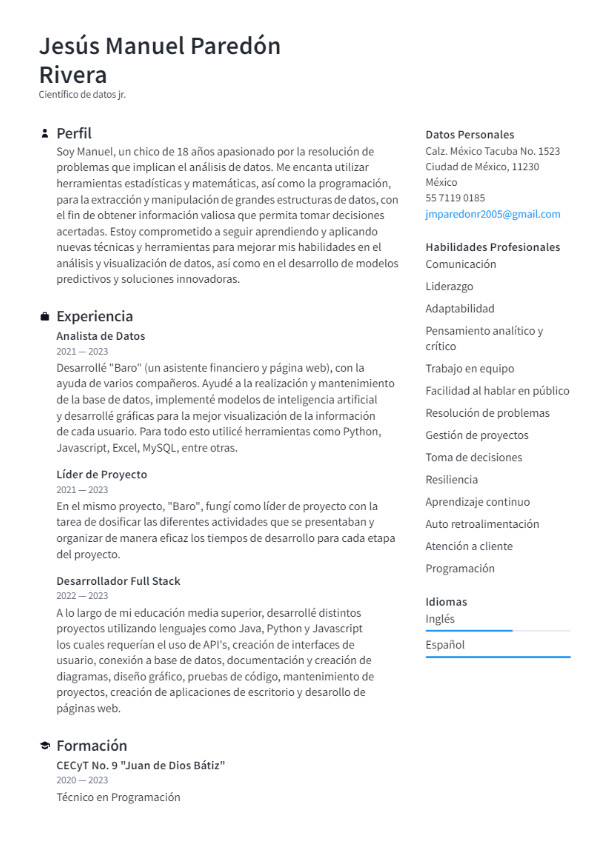 Jesús Manuel Paredón
Rivera
Científico de datos jr.
Perfil
Soy Manuel, un chico de 18 años apasionado por la resolución de
problemas que implican el análisis de datos. Me encanta utilizar
herramientas estadísticas y matemáticas, así como la programación,
para la extracción y manipulación de grandes estructuras de datos, con
el fin de obtener información valiosa que permita tomar decisiones
acertadas. Estoy comprometido a seguir aprendiendo y aplicando
nuevas técnicas y herramientas para mejorar mis habilidades en el
análisis y visualización de datos, así como en el desarrollo de modelos
predictivos y soluciones innovadoras.
Experiencia
Analista de Datos
2021 — 2023
Desarrollé "Baro" (un asistente financiero y página web), con la
ayuda de varios compañeros. Ayudé a la realización y mantenimiento
de la base de datos, implementé modelos de inteligencia artificial
y desarrollé gráficas para la mejor visualización de la información
de cada usuario. Para todo esto utilicé herramientas como Python,
Javascript, Excel, MySQL, entre otras.
Líder de Proyecto
2021 — 2023
En el mismo proyecto, "Baro", fungí como líder de proyecto con la
tarea de dosificar las diferentes actividades que se presentaban y
organizar de manera eficaz los tiempos de desarrollo para cada etapa
del proyecto.
Desarrollador Full Stack
2022 — 2023
A lo largo de mi educación media superior, desarrollé distintos
proyectos utilizando lenguajes como Java, Python y Javascript
los cuales requerían el uso de API's, creación de interfaces de
usuario, conexión a base de datos, documentación y creación de
diagramas, diseño gráfico, pruebas de código, mantenimiento de
proyectos, creación de aplicaciones de escritorio y desarollo de
páginas web.
Formación
CECyT No. 9 "Juan de Dios Bátiz"
2020 — 2023
Técnico en Programación
Datos Personales
Calz. México Tacuba No. 1523
Ciudad de México, 11230
México
55 7119 0185
jmparedonr2005@gmail.com
Habilidades Profesionales
Comunicación
Liderazgo
Adaptabilidad
Pensamiento analítico y
crítico
Trabajo en equipo
Facilidad al hablar en público
Resolución de problemas
Gestión de proyectos
Toma de decisiones
Resiliencia
Aprendizaje continuo
Auto retroalimentación
Atención a cliente
Programación
Idiomas
Inglés
Español